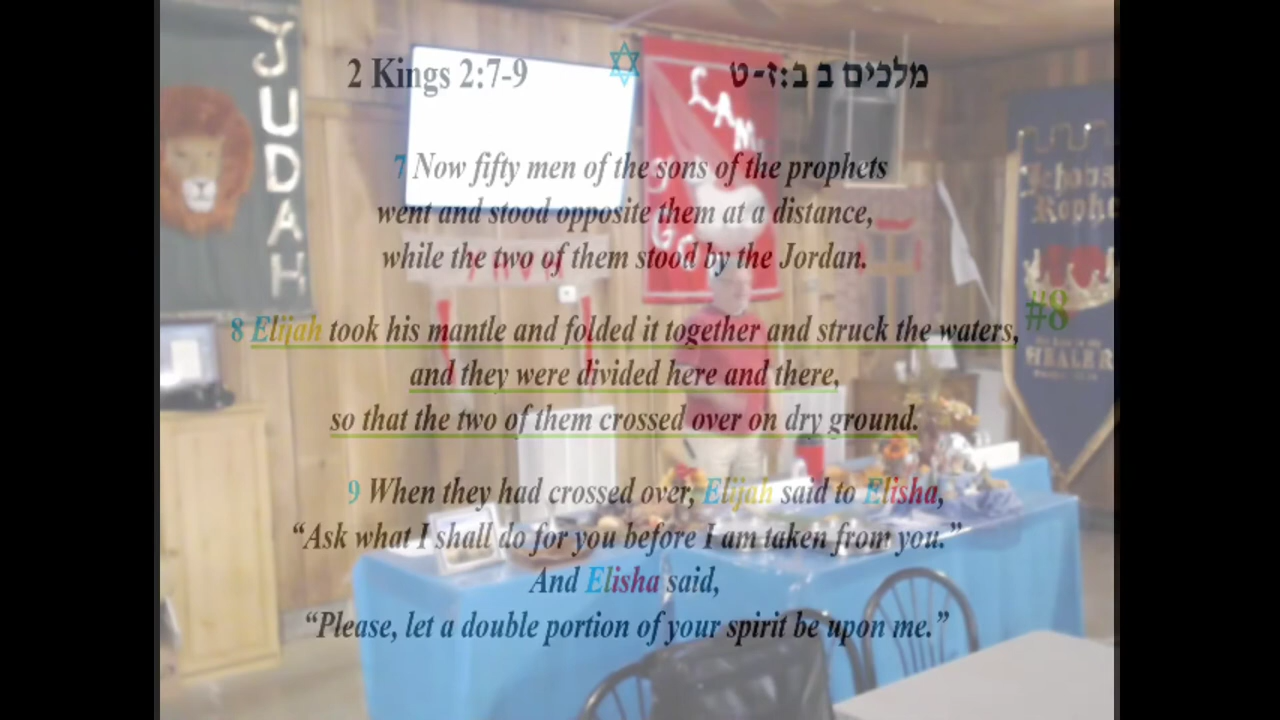 2 Kings 2:7-9
מלכים ב ב:ז-ט
7 Now fifty men of the sons of the prophets
went and stood opposite them at a distance,
while the two of them stood by the Jordan.
#8
8 Elijah took his mantle and folded it together and struck the waters,
and they were divided here and there,
so that the two of them crossed over on dry ground.
9 When they had crossed over, Elijah said to Elisha,
“Ask what I shall do for you before I am taken from you.”
And Elisha said,
“Please, let a double portion of your spirit be upon me.”
JUDAH
HEALER